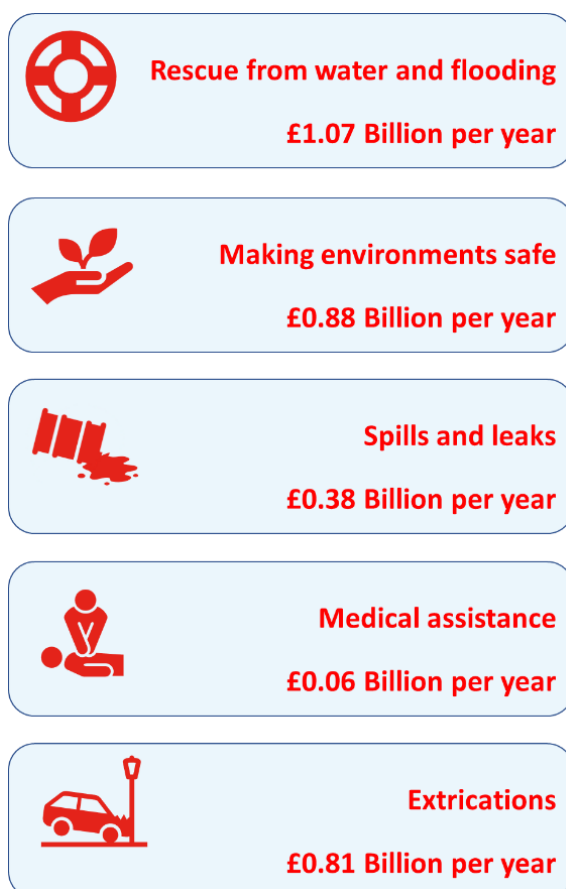 Rescue from water and flooding
£1.07 Billion per year
Making environments safe
£0.88 Billion per year
Spills and leaks
£0.38 Billion per year
Medical assistance
£0.06 Billion per year
Extrications
£0.81 Billion per year